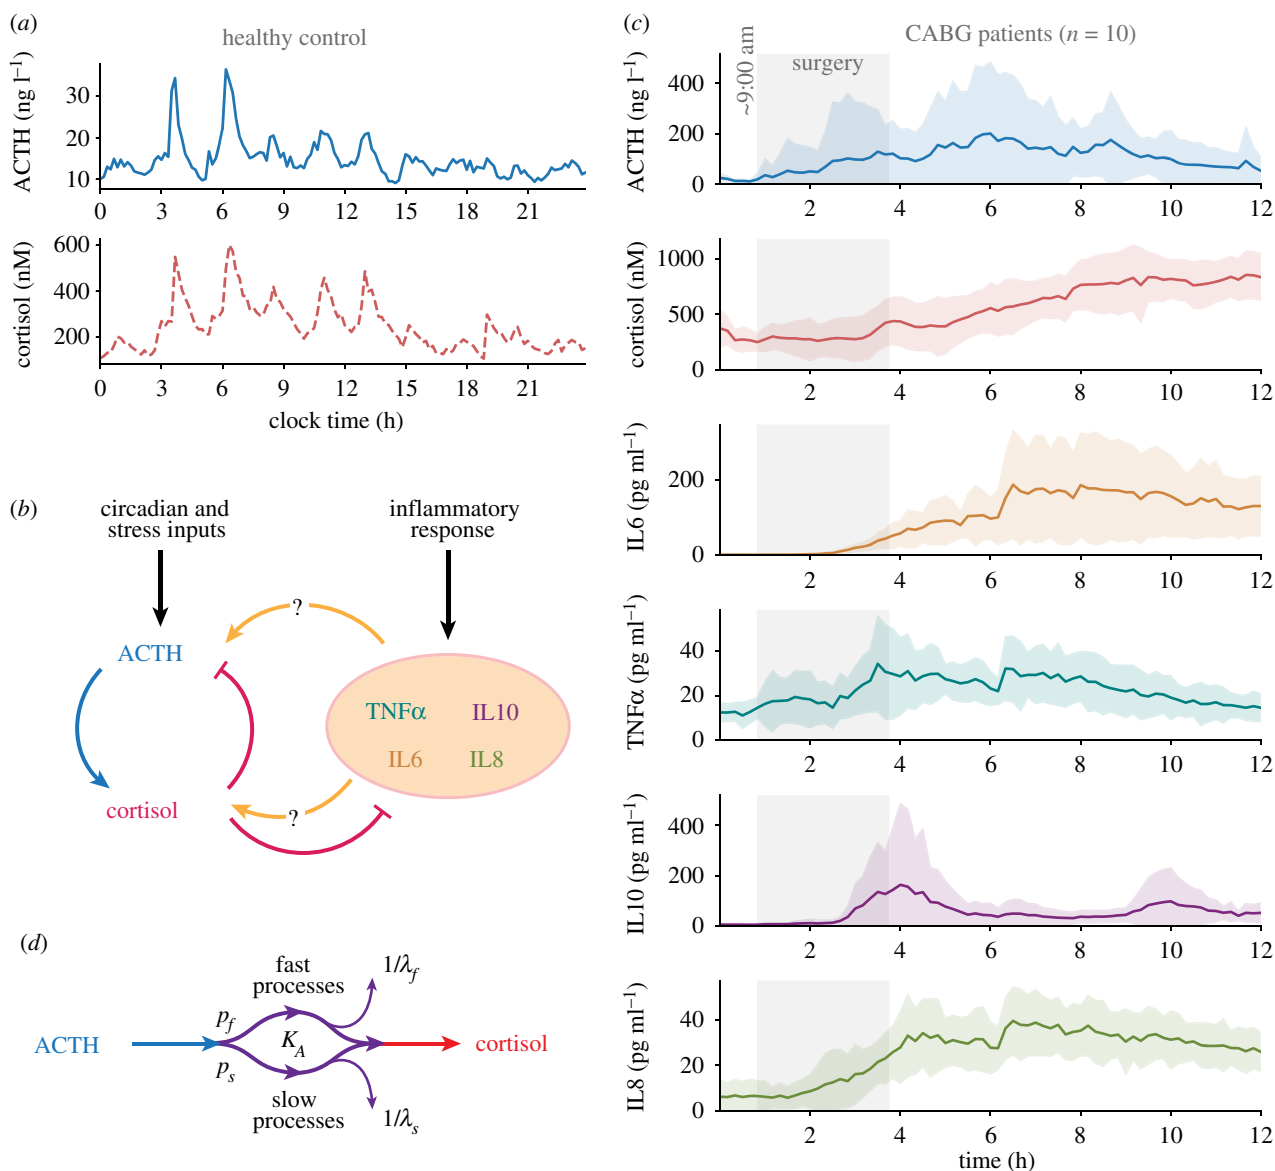 (a)
healthy control
ACTH (ng l⁻¹)
30
20
10
0 3 6 9 12 15 18 21
cortisol (nM)
600
400
200
0 3 6 9 12 15 18 21
clock time (h)
(b)
circadian and
stress inputs
inflammatory
response
?
ACTH
TNFα IL10
IL6 IL8
cortisol
?
(d)
fast
processes
1/λf
pf
ACTH
KA
cortisol
ps
slow
processes
1/λs
(c)
CABG patients (n = 10)
~9:00 am
surgery
ACTH (ng l⁻¹)
400
200
0
2 4 6 8 10 12
cortisol (nM)
1000
500
0
2 4 6 8 10 12
IL6 (pg ml⁻¹)
200
0
2 4 6 8 10 12
TNFα (pg ml⁻¹)
40
20
0
2 4 6 8 10 12
IL10 (pg ml⁻¹)
400
200
0
2 4 6 8 10 12
IL8 (pg ml⁻¹)
40
20
0
2 4 6 8 10 12
time (h)